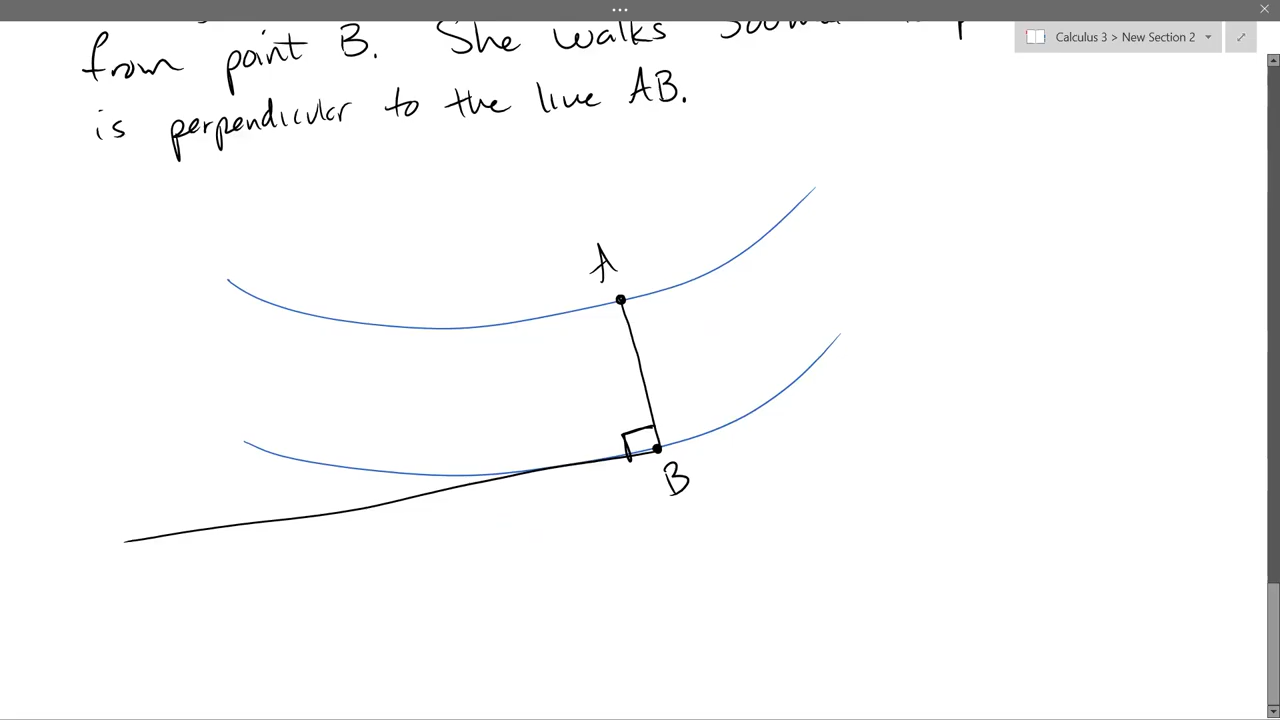 Calculus 3 > New Section 2
from point B. She walks
is perpendicular to the line AB.
A
B